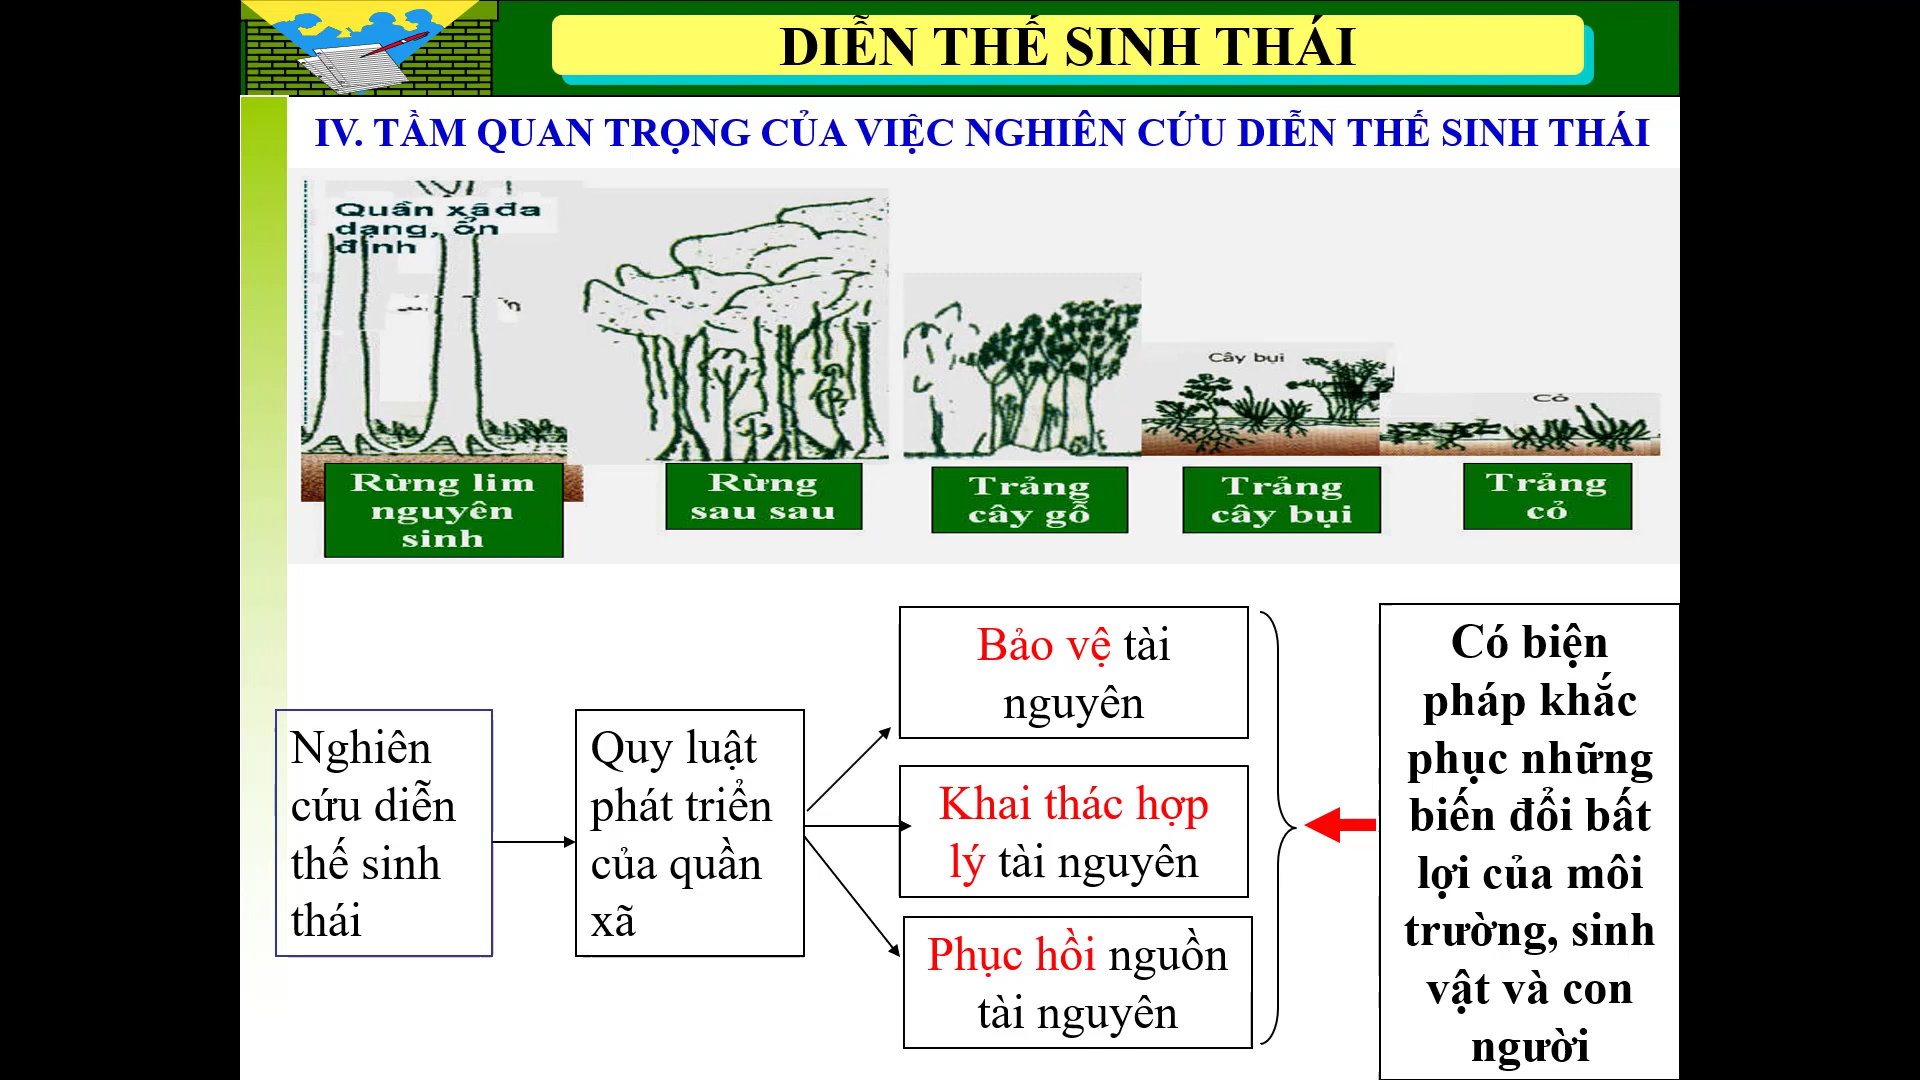 DIỄN THẾ SINH THÁI
IV. TẦM QUAN TRỌNG CỦA VIỆC NGHIÊN CỨU DIỄN THẾ SINH THÁI
Quần xã đa
dạng, ổn
định
Cây bụi
Cỏ
Rừng lim
nguyên
sinh
Rừng
sau sau
Trảng
cây gỗ
Trảng
cây bụi
Trảng
cỏ
Nghiên
cứu diễn
thế sinh
thái
Quy luật
phát triển
của quần
xã
Bảo vệ tài
nguyên
Khai thác hợp
lý tài nguyên
Phục hồi nguồn
tài nguyên
Có biện
pháp khắc
phục những
biến đổi bất
lợi của môi
trường, sinh
vật và con
người